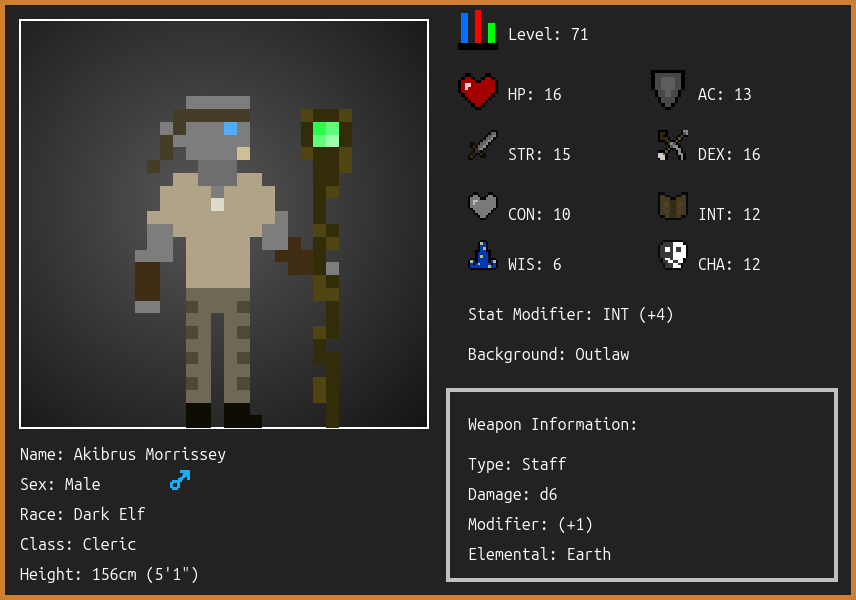 Level: 71
HP: 16
AC: 13
STR: 15
DEX: 16
CON: 10
INT: 12
WIS: 6
CHA: 12
Stat Modifier: INT (+4)
Background: Outlaw
Weapon Information:
Type: Staff
Damage: d6
Modifier: (+1)
Elemental: Earth
Name: Akibrus Morrissey
Sex: Male
Race: Dark Elf
Class: Cleric
Height: 156cm (5'1")